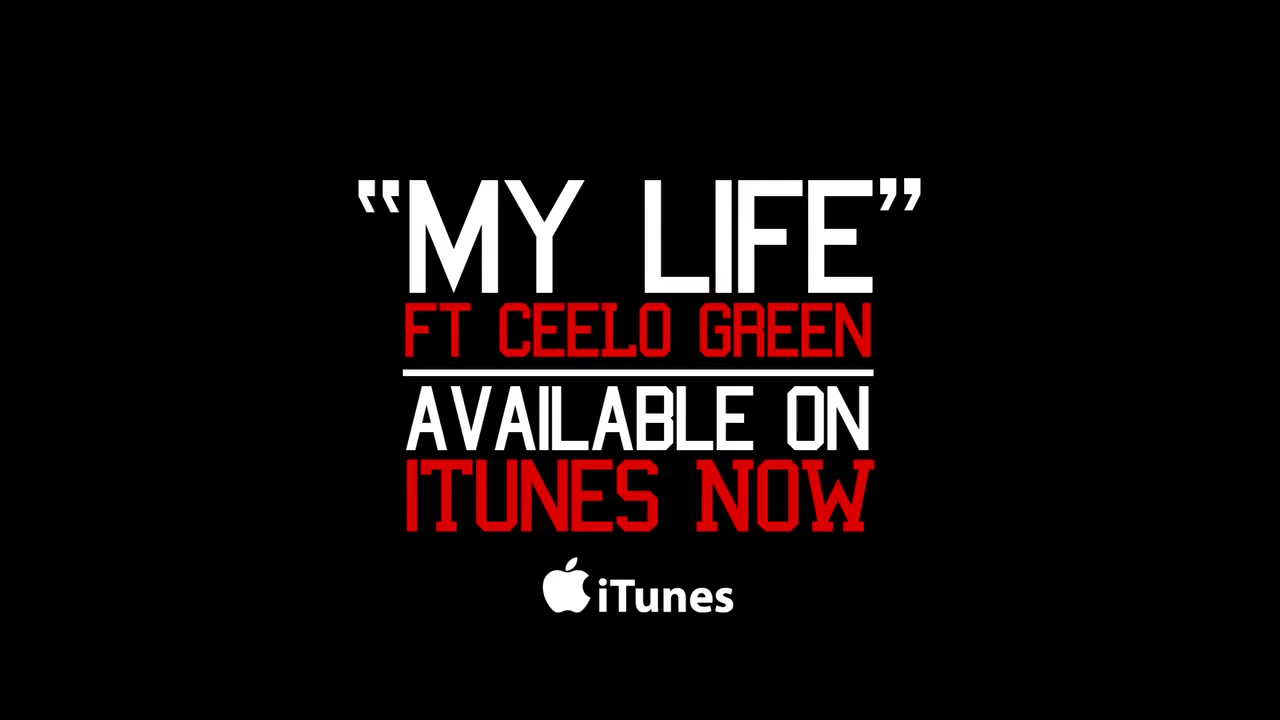 “MY LIFE”
FT CEELO GREEN
AVAILABLE ON
ITUNES NOW
iTunes